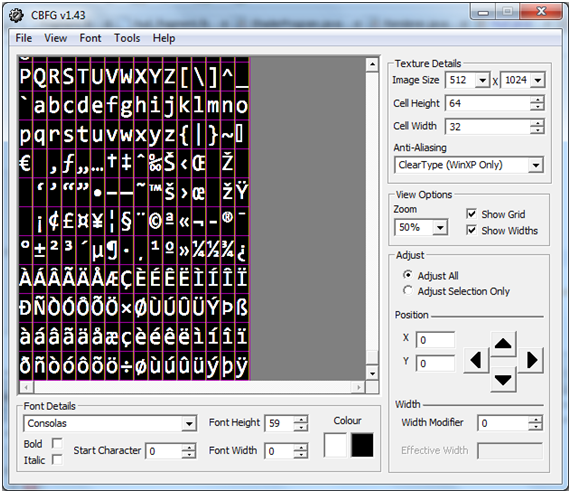 CBFG v1.43
File View Font Tools Help
PQRSTUVWXYZ[\]^_
`abcdefghijklmno
pqrstuvwxyz{|}~▯
€ ‚ƒ„…†‡ˆ‰Š‹Œ Ž
‘’“”•–—˜™š›œ žŸ
¡¢£¤¥¦§¨©ª«¬-®¯
°±²³´µ¶·¸¹º»¼½¾¿
ÀÁÂÃÄÅÆÇÈÉÊËÌÍÎÏ
ÐÑÒÓÔÕÖ×ØÙÚÛÜÝÞß
àáâãäåæçèéêëìíîï
ðñòóôõö÷øùúûüýþÿ
Texture Details
Image Size 512 X 1024
Cell Height 64
Cell Width 32
Anti-Aliasing
ClearType (WinXP Only)
View Options
Zoom
50%
Show Grid
Show Widths
Adjust
Adjust All
Adjust Selection Only
Position
X 0
Y 0
Width
Width Modifier 0
Effective Width
Font Details
Consolas
Font Height 59
Colour
Bold
Italic
Start Character 0
Font Width 0